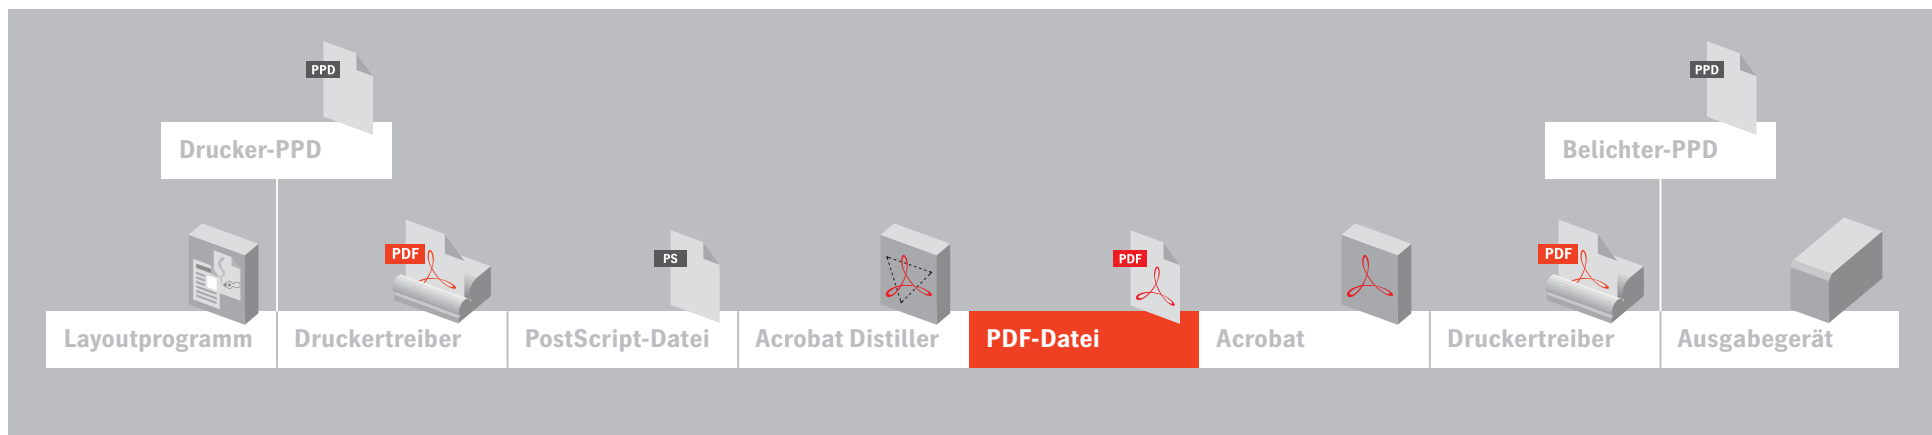 PPD
PPD
Drucker-PPD
Belichter-PPD
PDF
PS
PDF
PDF
Layoutprogramm
Druckertreiber
PostScript-Datei
Acrobat Distiller
PDF-Datei
Acrobat
Druckertreiber
Ausgabegerät